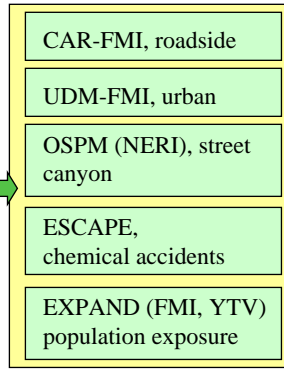 CAR-FMI, roadside
UDM-FMI, urban
OSPM (NERI), street
canyon
ESCAPE,
chemical accidents
EXPAND (FMI, YTV)
population exposure